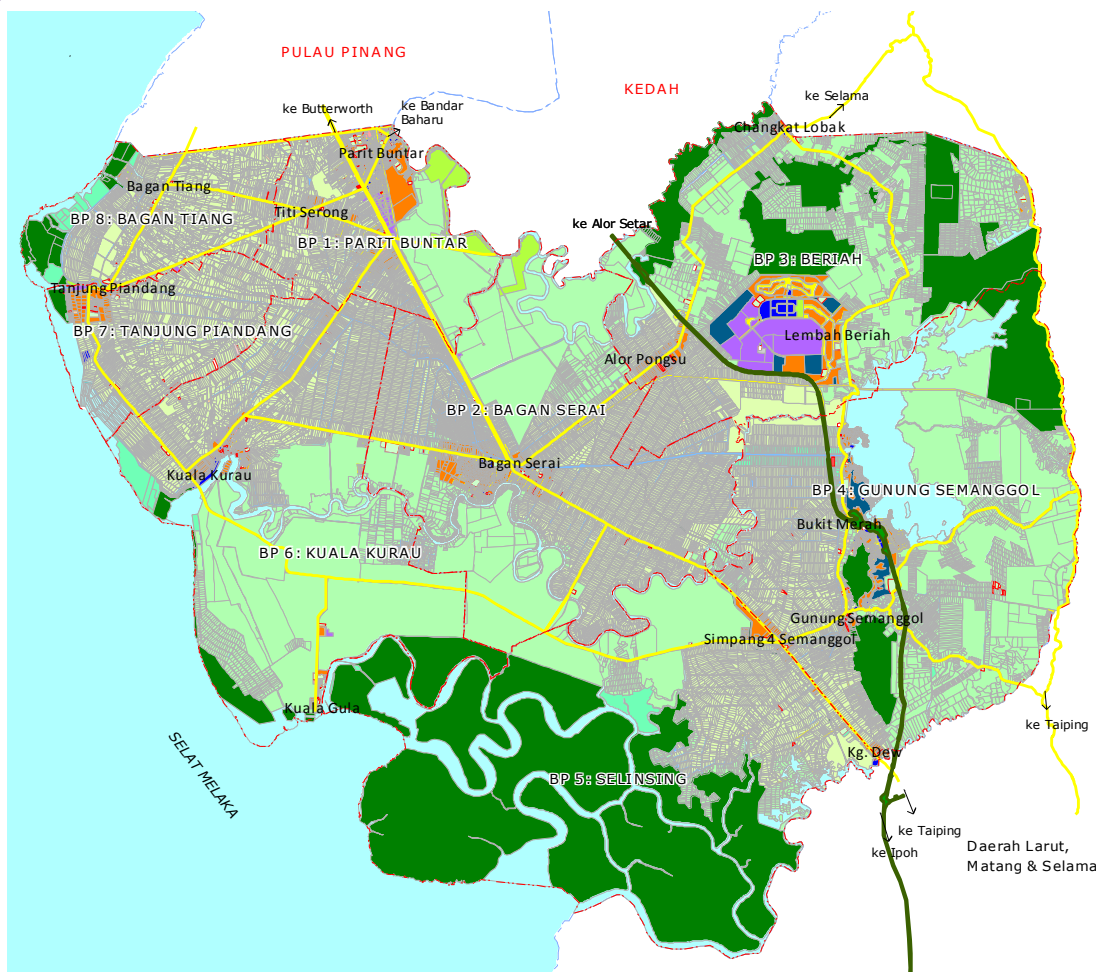 PULAU PINANG
KEDAH
ke Butterworth
ke Bandar
Baharu
ke Selama
Changkat Lobak
Parit Buntar
Bagan Tiang
BP 8: BAGAN TIANG
Titi Serong
ke Alor Setar
BP 1: PARIT BUNTAR
BP 3: BERIAH
Tanjung Piandang
BP 7: TANJUNG PIANDANG
Lembah Beriah
Alor Pongsu
BP 2: BAGAN SERAI
Bagan Serai
Kuala Kurau
BP 4: GUNUNG SEMANGGOL
Bukit Merah
BP 6: KUALA KURAU
Gunung Semanggol
Simpang 4 Semanggol
Kuala Gula
ke Taiping
SELAT MELAKA
Kg. Dew
BP 5: SELINSING
ke Taiping
ke Ipoh
Daerah Larut,
Matang & Selama